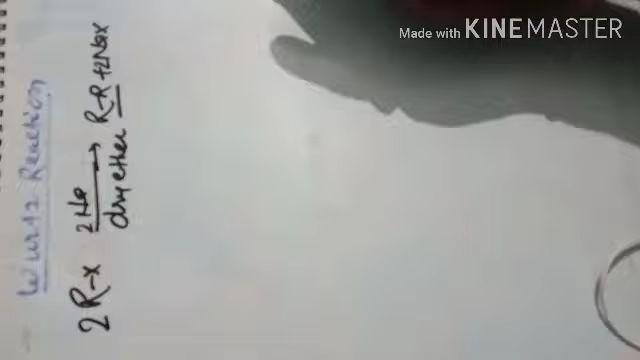 Made with KINEMASTER
Wurtz Reaction
2R-x 2Na → R-R + 2Nax
dry ether